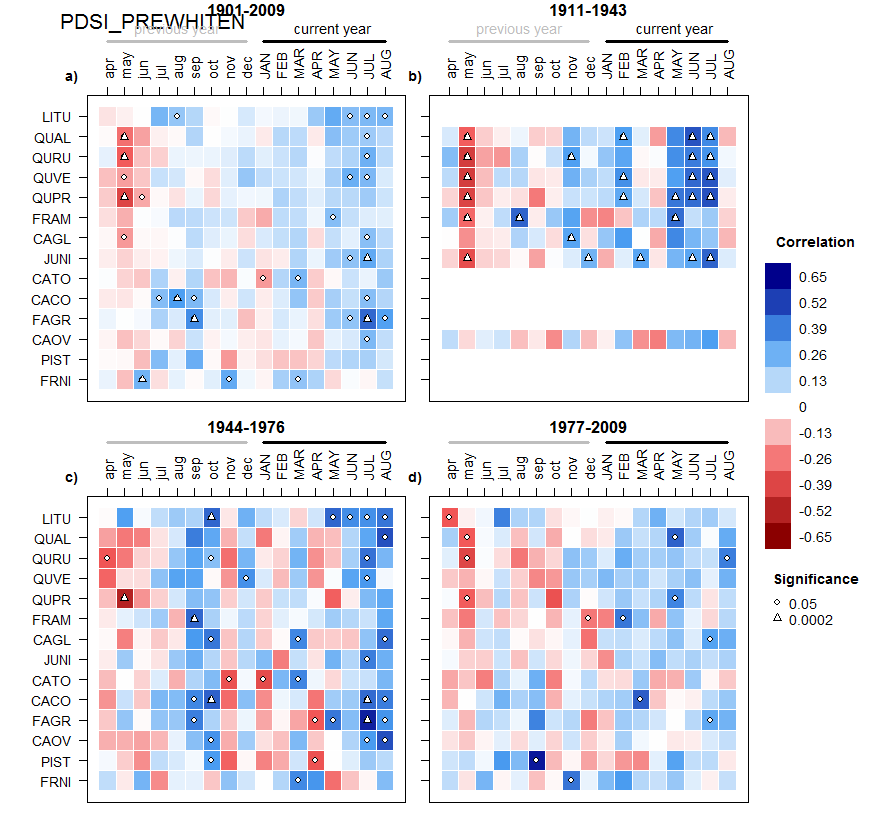 PDSI_PREWHITEN
1901-2009
previous year
current year
a)
apr may jun jul aug sep oct nov dec JAN FEB MAR APR MAY JUN JUL AUG
LITU
QUAL
QURU
QUVE
QUPR
FRAM
CAGL
JUNI
CATO
CACO
FAGR
CAOV
PIST
FRNI
1911-1943
previous year
current year
b)
apr may jun jul aug sep oct nov dec JAN FEB MAR APR MAY JUN JUL AUG
1944-1976
c)
apr may jun jul aug sep oct nov dec JAN FEB MAR APR MAY JUN JUL AUG
LITU
QUAL
QURU
QUVE
QUPR
FRAM
CAGL
JUNI
CATO
CACO
FAGR
CAOV
PIST
FRNI
1977-2009
d)
apr may jun jul aug sep oct nov dec JAN FEB MAR APR MAY JUN JUL AUG
Correlation
0.65
0.52
0.39
0.26
0.13
0
-0.13
-0.26
-0.39
-0.52
-0.65
Significance
0.05
0.0002